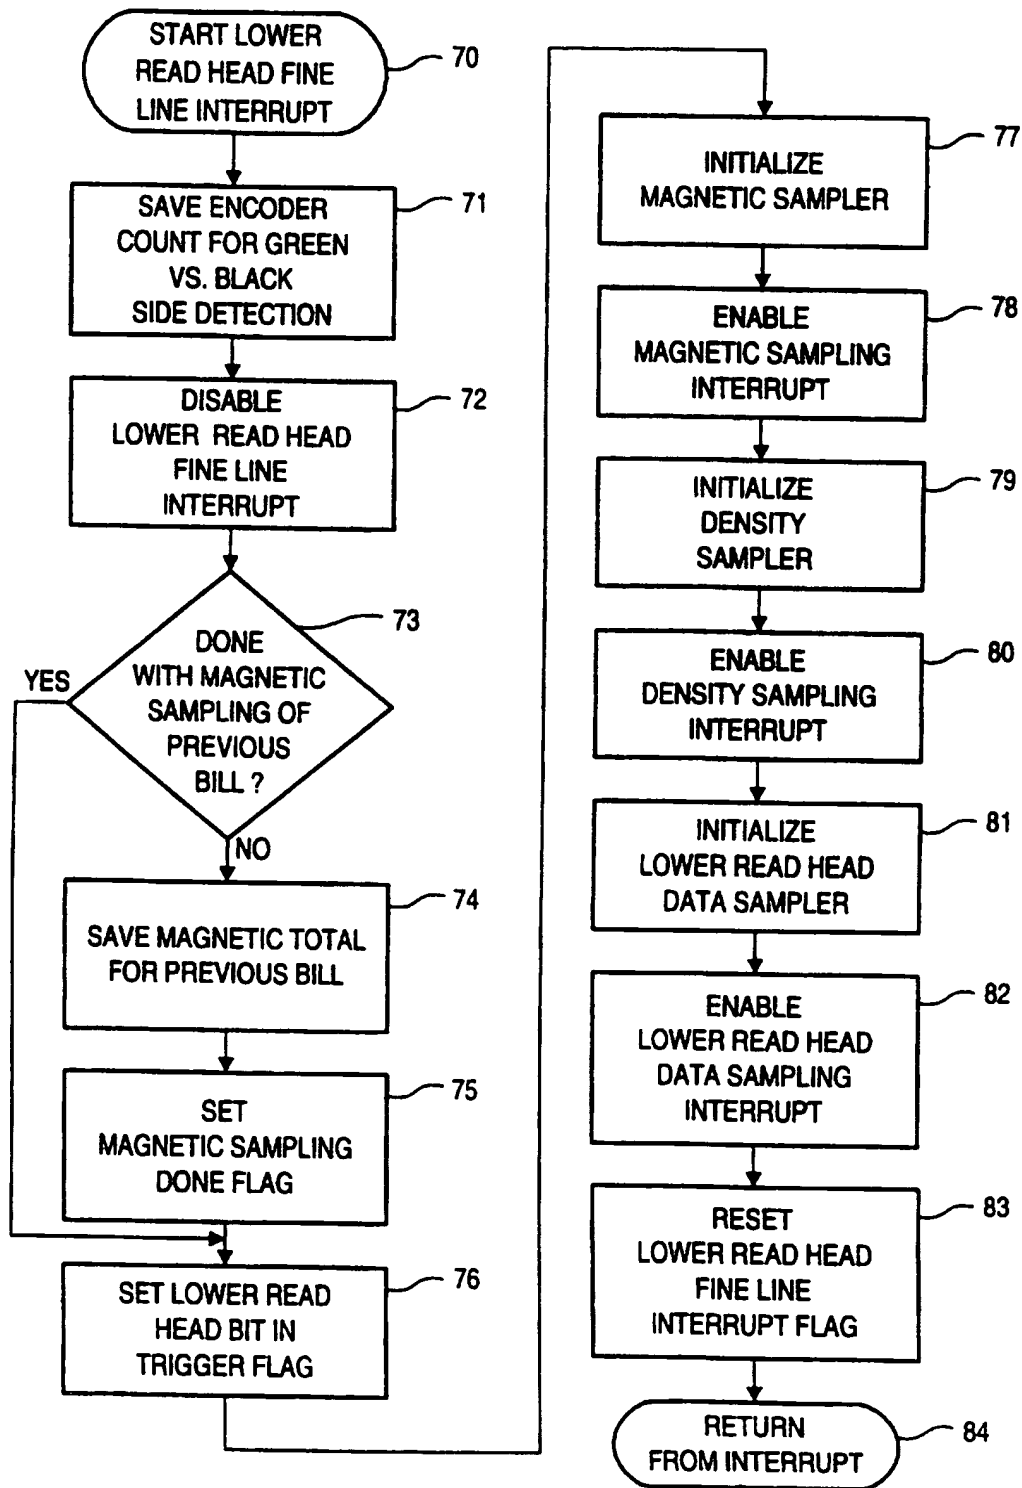 START LOWER
READ HEAD FINE
LINE INTERRUPT
70
SAVE ENCODER
COUNT FOR GREEN
VS. BLACK
SIDE DETECTION
71
DISABLE
LOWER READ HEAD
FINE LINE
INTERRUPT
72
DONE
WITH MAGNETIC
SAMPLING OF
PREVIOUS
BILL ?
73
YES
NO
SAVE MAGNETIC TOTAL
FOR PREVIOUS BILL
74
SET
MAGNETIC SAMPLING
DONE FLAG
75
SET LOWER READ
HEAD BIT IN
TRIGGER FLAG
76
INITIALIZE
MAGNETIC SAMPLER
77
ENABLE
MAGNETIC SAMPLING
INTERRUPT
78
INITIALIZE
DENSITY
SAMPLER
79
ENABLE
DENSITY SAMPLING
INTERRUPT
80
INITIALIZE
LOWER READ HEAD
DATA SAMPLER
81
ENABLE
LOWER READ HEAD
DATA SAMPLING
INTERRUPT
82
RESET
LOWER READ HEAD
FINE LINE
INTERRUPT FLAG
83
RETURN
FROM INTERRUPT
84